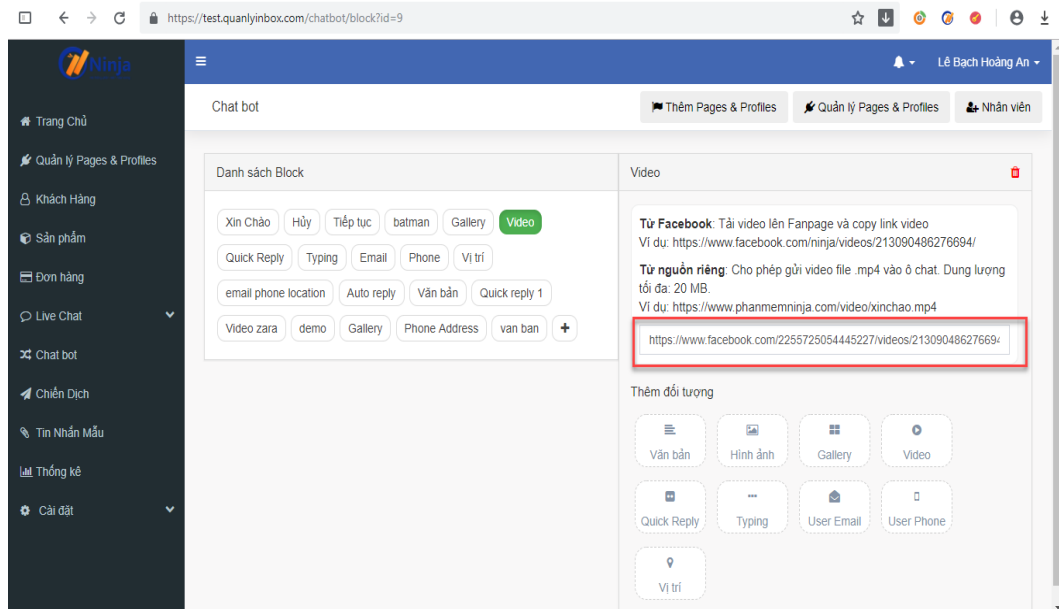 https://test.quanlyinbox.com/chatbot/block?id=9
Ninja
Lê Bạch Hoàng An
Chat bot
Thêm Pages & Profiles
Quản lý Pages & Profiles
Nhân viên
Trang Chủ
Quản lý Pages & Profiles
Khách Hàng
Sản phẩm
Đơn hàng
Live Chat
Chat bot
Chiến Dịch
Tin Nhắn Mẫu
Thống kê
Cài đặt
Danh sách Block
Xin Chào Hủy Tiếp tục batman Gallery Video
Quick Reply Typing Email Phone Vị trí
email phone location Auto reply Văn bản Quick reply 1
Video zara demo Gallery Phone Address van ban +
Video
Từ Facebook: Tải video lên Fanpage và copy link video
Ví dụ: https://www.facebook.com/ninja/videos/213090486276694/
Từ nguồn riêng: Cho phép gửi video file .mp4 vào ô chat. Dung lượng
tối đa: 20 MB.
Ví dụ: https://www.phanmemninja.com/video/xinchao.mp4
https://www.facebook.com/2255725054445227/videos/213090486276694
Thêm đối tượng
Văn bản Hình ảnh Gallery Video
Quick Reply Typing User Email User Phone
Vị trí